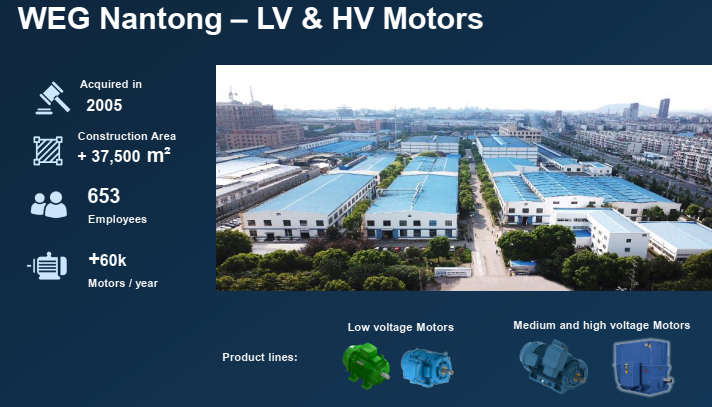 WEG Nantong – LV & HV Motors
Acquired in
2005
Construction Area
+ 37,500 m²
653
Employees
+60k
Motors / year
Product lines:
Low voltage Motors
Medium and high voltage Motors